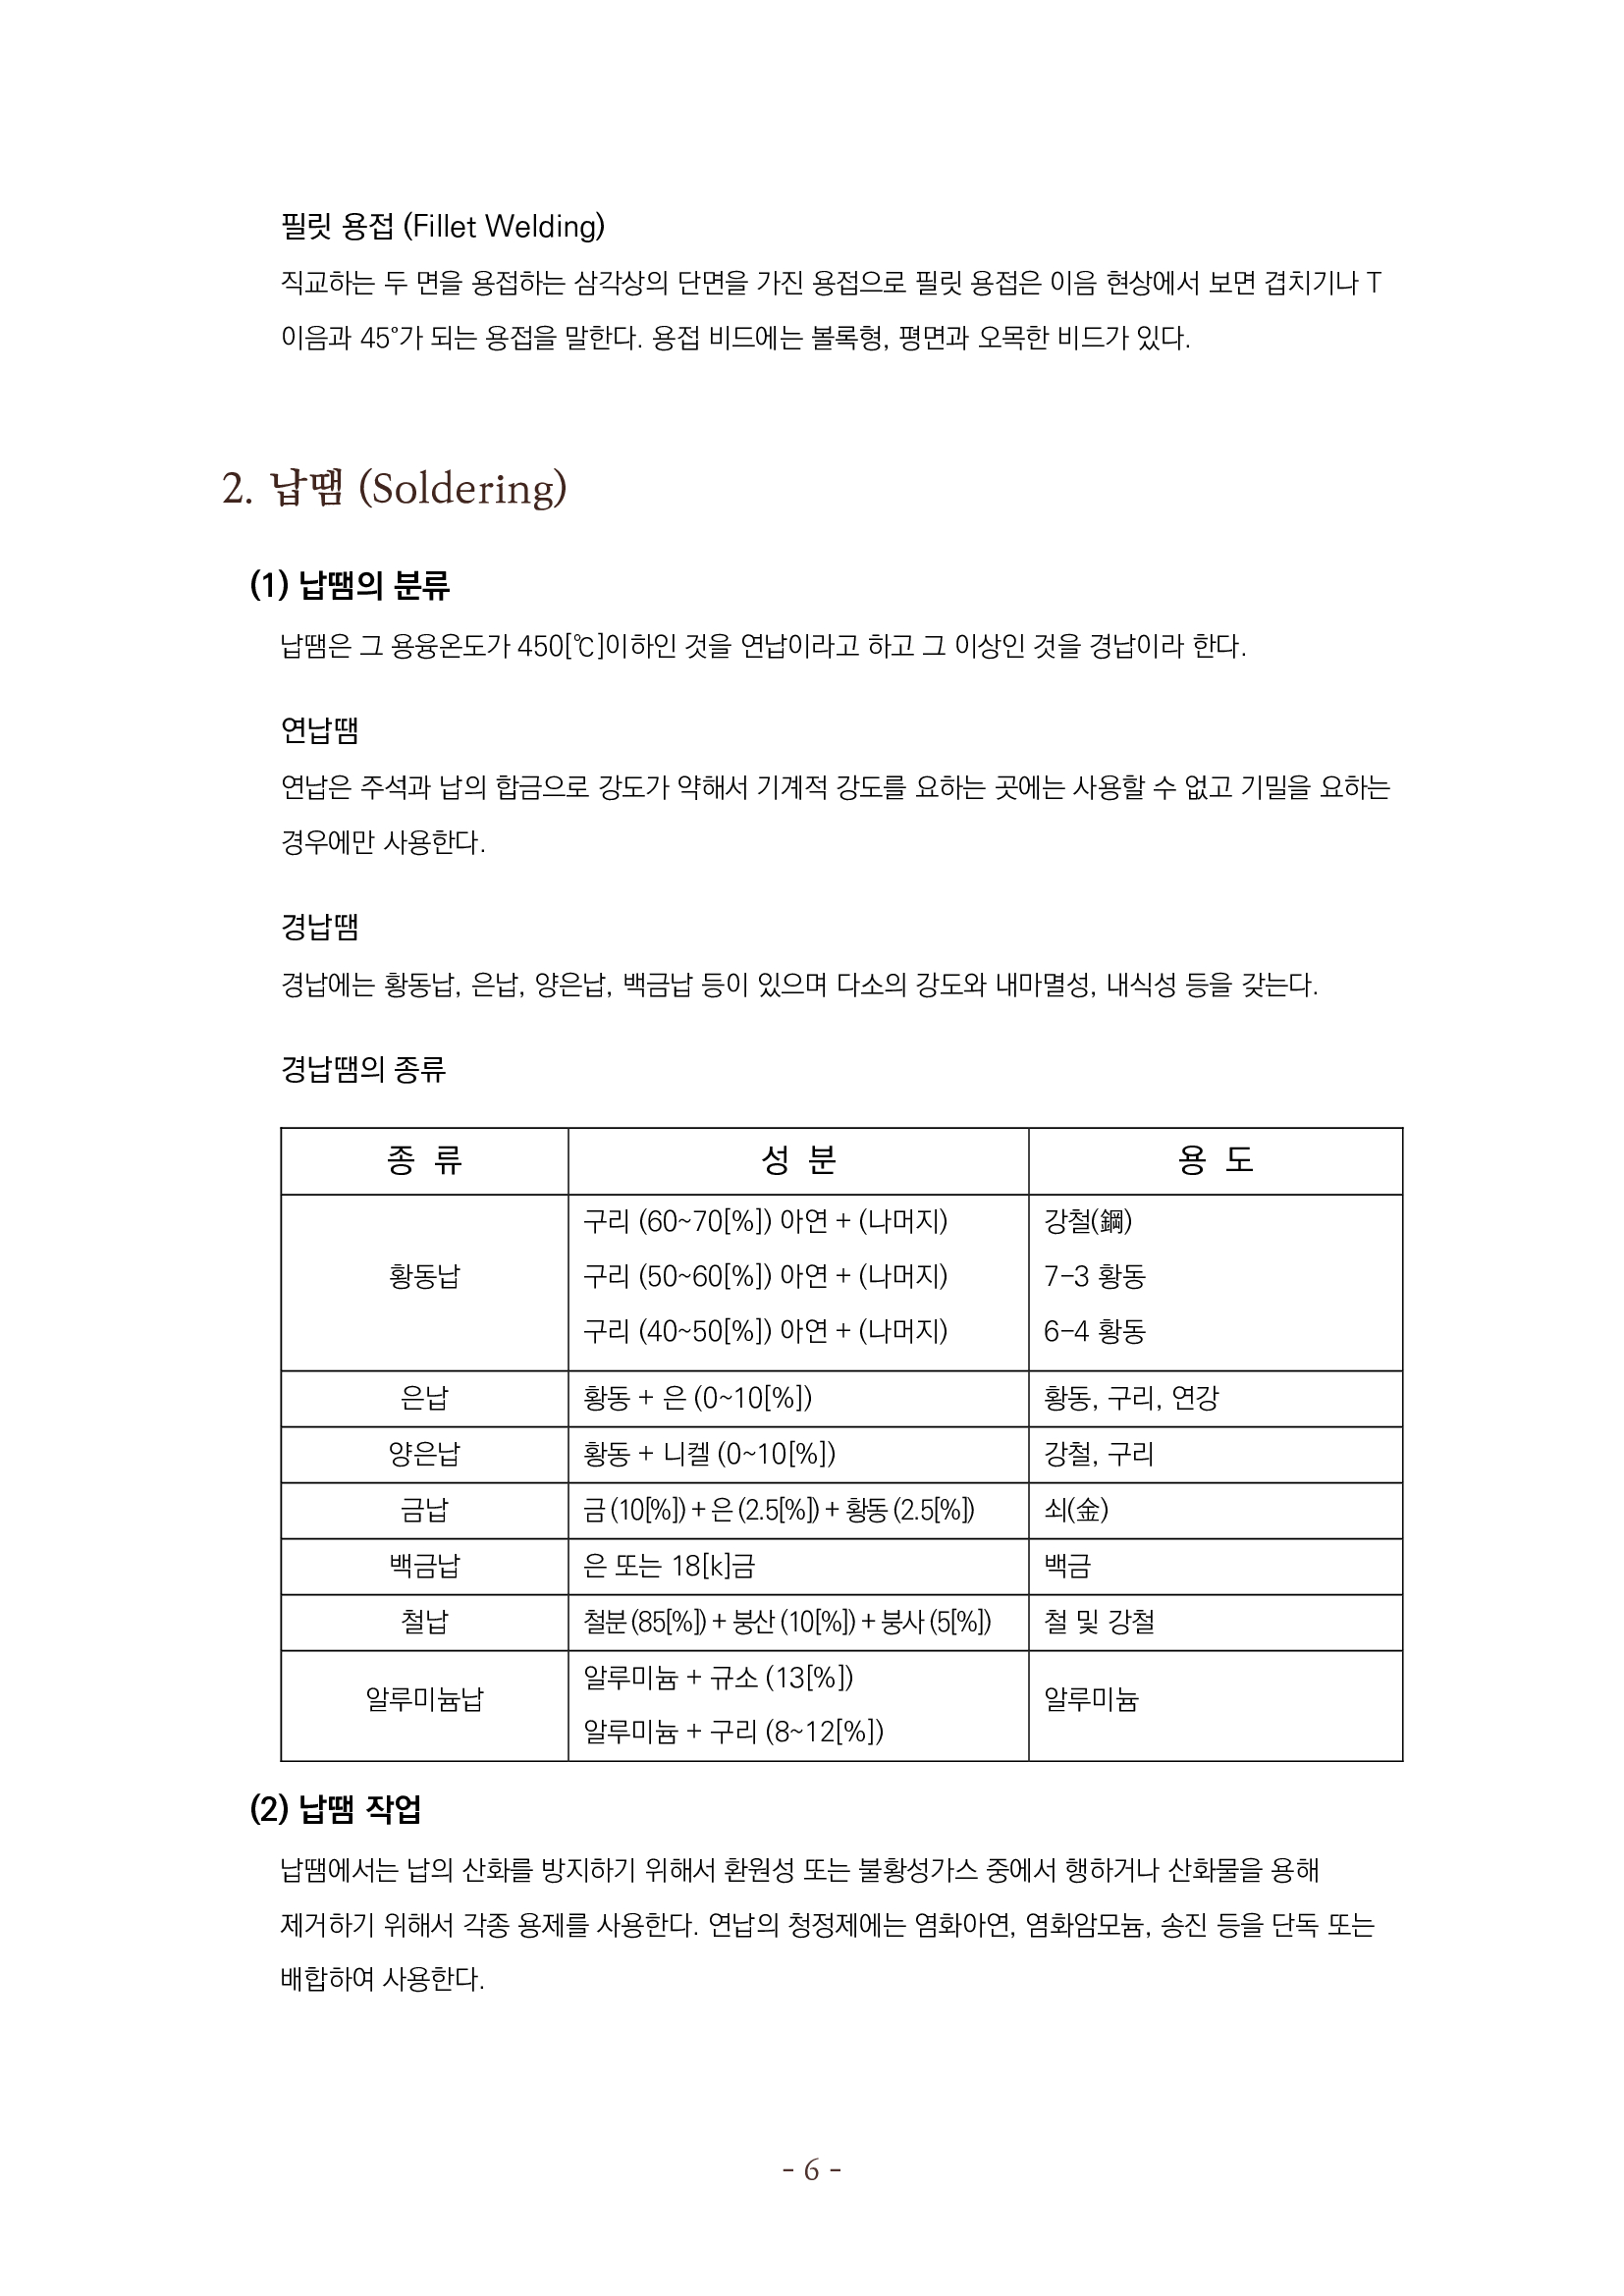 필릿 용접 (Fillet Welding)
직교하는 두 면을 용접하는 삼각상의 단면을 가진 용접으로 필릿 용접은 이음 현상에서 보면 겹치기나 T
이음과 45°가 되는 용접을 말한다. 용접 비드에는 볼록형, 평면과 오목한 비드가 있다.
2. 납땜 (Soldering)
(1) 납땜의 분류
납땜은 그 용융온도가 450[℃]이하인 것을 연납이라고 하고 그 이상인 것을 경납이라 한다.
연납땜
연납은 주석과 납의 합금으로 강도가 약해서 기계적 강도를 요하는 곳에는 사용할 수 없고 기밀을 요하는
경우에만 사용한다.
경납땜
경납에는 황동납, 은납, 양은납, 백금납 등이 있으며 다소의 강도와 내마멸성, 내식성 등을 갖는다.
경납땜의 종류
종 류 성 분 용 도
구리 (60~70[%]) 아연 + (나머지) 강철(鋼)
황동납 구리 (50~60[%]) 아연 + (나머지) 7-3 황동
구리 (40~50[%]) 아연 + (나머지) 6-4 황동
은납 황동 + 은 (0~10[%]) 황동, 구리, 연강
양은납 황동 + 니켈 (0~10[%]) 강철, 구리
금납 금 (10[%]) + 은 (2.5[%]) + 황동 (2.5[%]) 쇠(金)
백금납 은 또는 18[k]금 백금
철납 철분 (85[%]) + 붕산 (10[%]) + 붕사 (5[%]) 철 및 강철
알루미늄 + 규소 (13[%])
알루미늄납 알루미늄
알루미늄 + 구리 (8~12[%])
(2) 납땜 작업
납땜에서는 납의 산화를 방지하기 위해서 환원성 또는 불황성가스 중에서 행하거나 산화물을 용해
제거하기 위해서 각종 용제를 사용한다. 연납의 청정제에는 염화아연, 염화암모늄, 송진 등을 단독 또는
배합하여 사용한다.
- 6 -